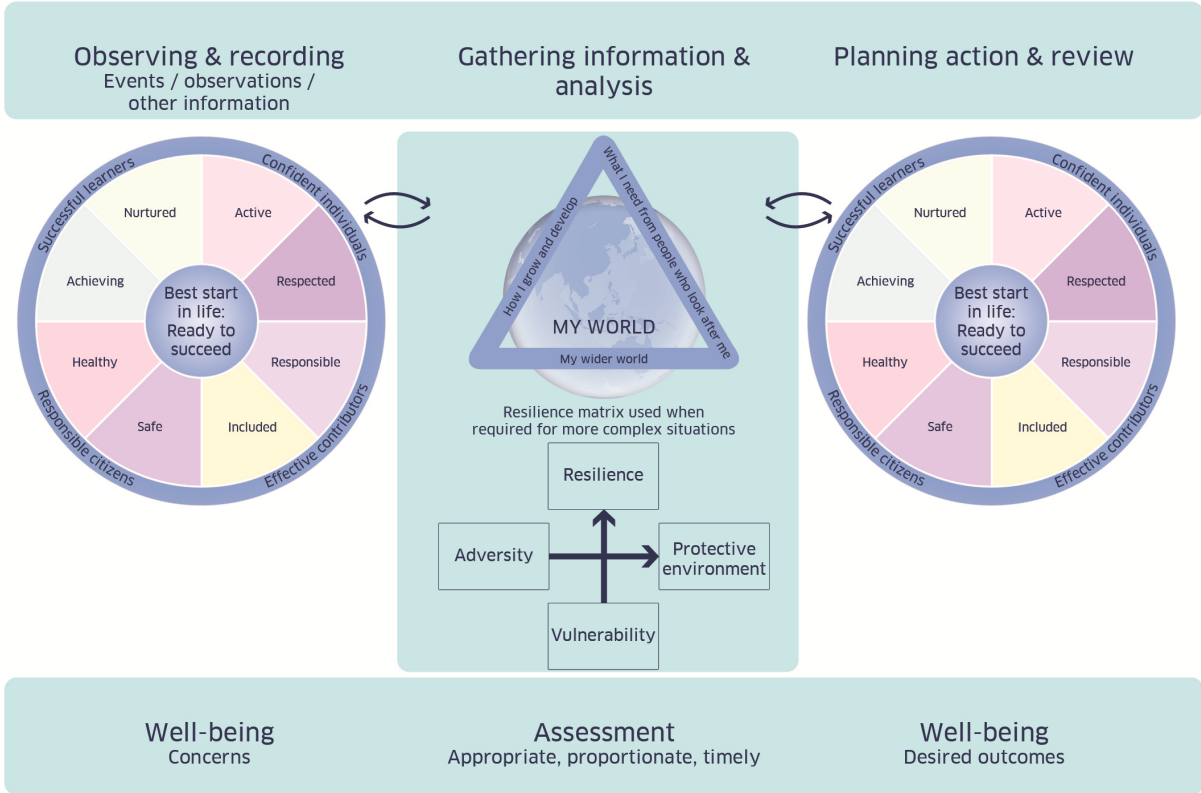 Observing & recording
Events / observations /
other information
Gathering information &
analysis
Planning action & review
Successful learners
Confident individuals
Nurtured
Active
Achieving
Respected
Best start
in life:
Ready to
succeed
Healthy
Responsible
Safe
Included
Responsible citizens
Effective contributors
How I grow and develop
What I need from people who look after me
MY WORLD
My wider world
Resilience matrix used when
required for more complex situations
Resilience
Adversity
Protective
environment
Vulnerability
Successful learners
Confident individuals
Nurtured
Active
Achieving
Respected
Best start
in life:
Ready to
succeed
Healthy
Responsible
Safe
Included
Responsible citizens
Effective contributors
Well-being
Concerns
Assessment
Appropriate, proportionate, timely
Well-being
Desired outcomes